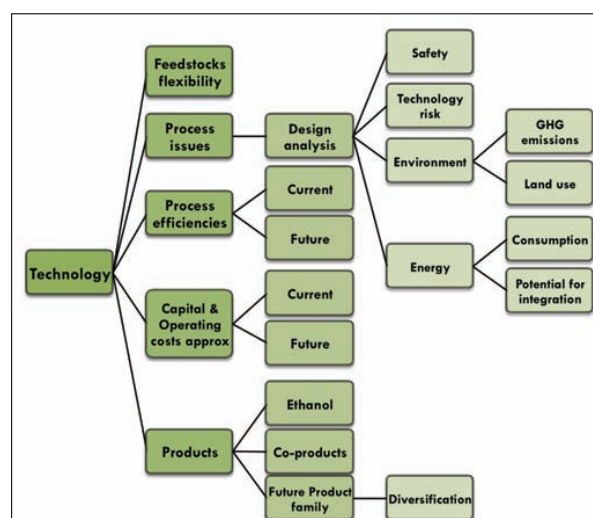 Technology
Feedstocks
flexibility
Process
issues
Process
efficiencies
Capital &
Operating
costs approx
Products
Design
analysis
Current
Future
Current
Future
Ethanol
Co-products
Future Product
family
Safety
Technology
risk
Environment
Energy
Diversification
GHG
emissions
Land use
Consumption
Potential for
integration